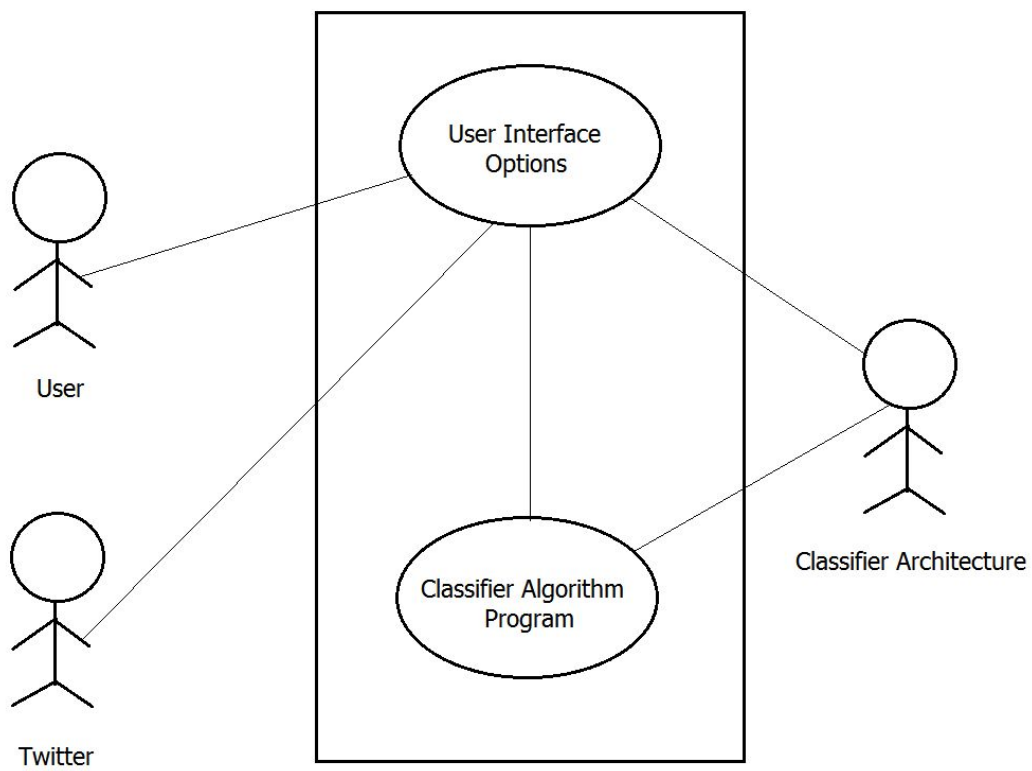 User Interface
Options
User
Classifier Architecture
Classifier Algorithm
Program
Twitter